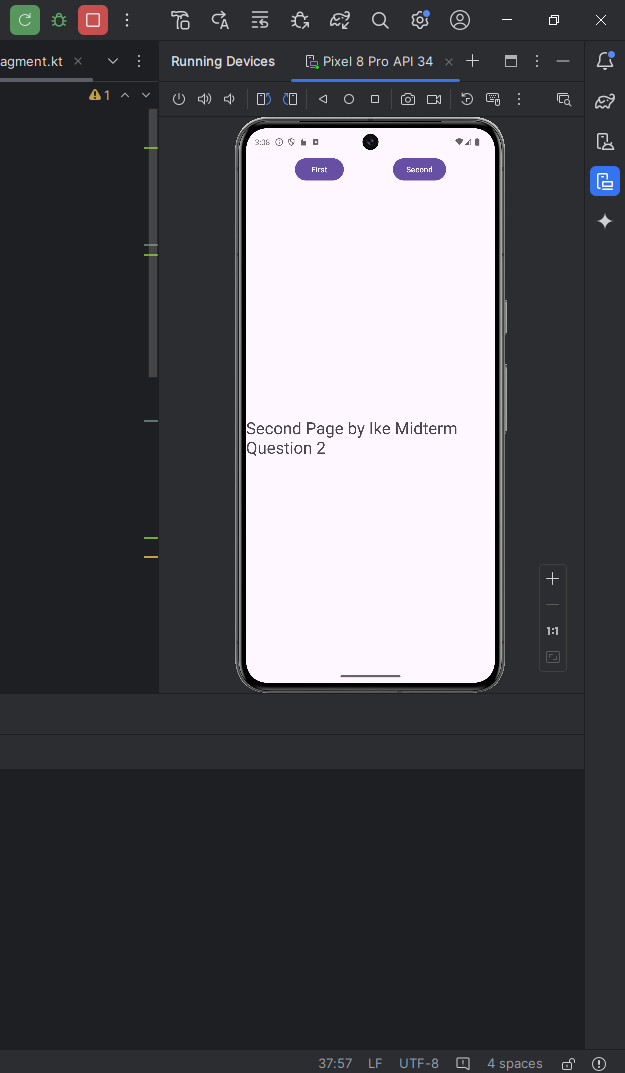 agment.kt
Running Devices
Pixel 8 Pro API 34
1
3:08
First
Second
Second Page by Ike Midterm
Question 2
1:1
37:57 LF UTF-8 4 spaces